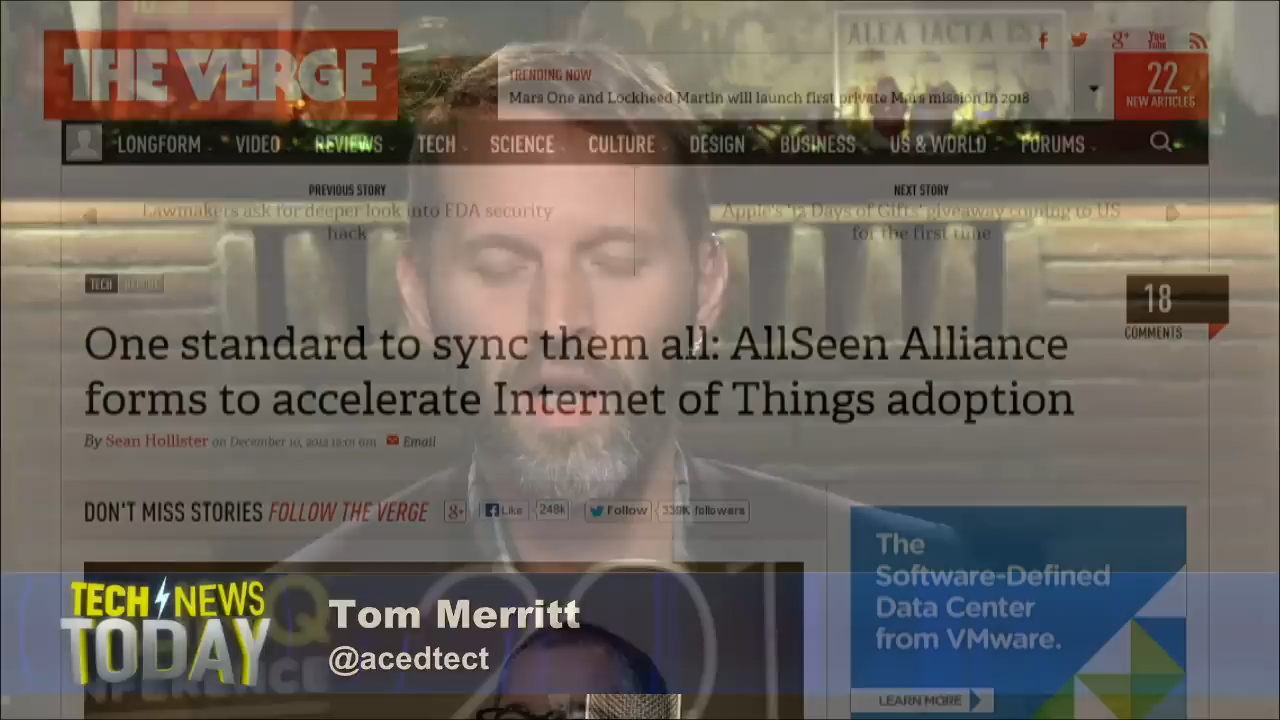 ALEA IACTA EST
THE VERGE
TRENDING NOW
Mars One and Lockheed Martin will launch first private Mars mission in 2018
22
NEW ARTICLES
LONGFORM VIDEO REVIEWS TECH SCIENCE CULTURE DESIGN BUSINESS US & WORLD FORUMS
PREVIOUS STORY
Lawmakers ask for deeper look into FDA security
hack
NEXT STORY
Apple's '12 Days of Gifts' giveaway coming to US
for the first time
TECH REPORT
18
COMMENTS
One standard to sync them all: AllSeen Alliance
forms to accelerate Internet of Things adoption
By Sean Hollister on December 10, Email
DON'T MISS STORIES FOLLOW THE VERGE
g+ Like 248k Follow 339K followers
The
Software-Defined
Data Center
from VMware.
LEARN MORE
TECH NEWS
TODAY
Tom Merritt
@acedtect